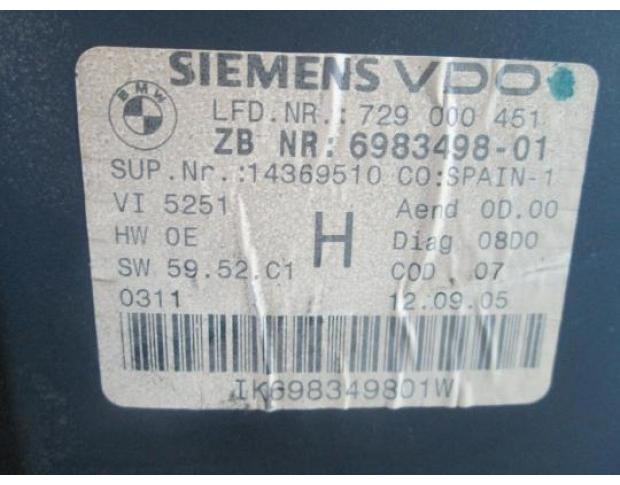 SIEMENS VDO
BMW
LFD.NR.: 729 000 451
ZB NR: 6983498-01
SUP.Nr.:14369510 CO:SPAIN-1
VI 5251 Aend 0D.00
HW 0E H Diag 08D0
SW 59.52.C1 COD 07
0311 12.09.05
IK698349801W